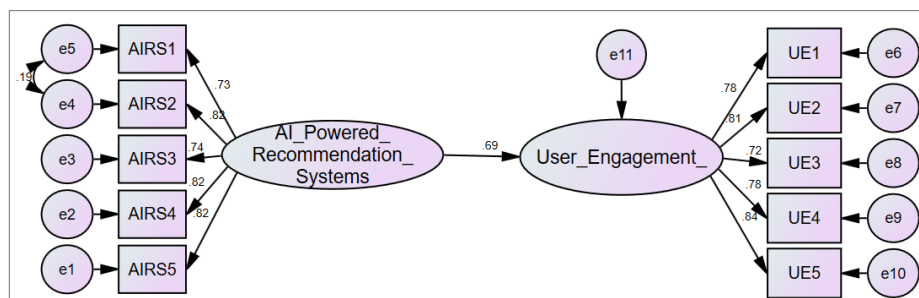 e5
AIRS1
.73
e11
UE1
e6
.19
.78
e4
AIRS2
.82
AI_Powered_
Recommendation_
Systems
.81
UE2
e7
e3
AIRS3
.74
.69
User_Engagement_
.72
UE3
e8
e2
AIRS4
.82
.78
UE4
e9
.82
.84
e1
AIRS5
UE5
e10